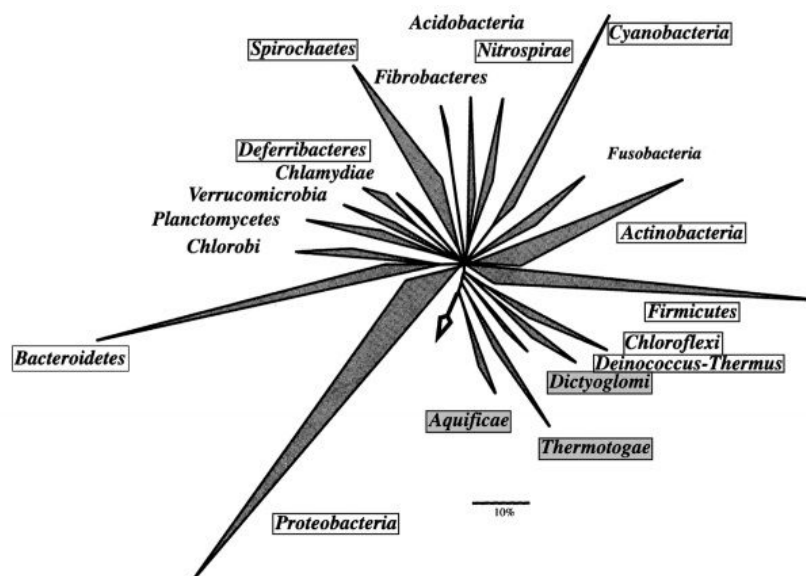 Acidobacteria
Spirochaetes
Nitrospirae
Cyanobacteria
Fibrobacteres
Deferribacteres
Chlamydiae
Fusobacteria
Verrucomicrobia
Planctomycetes
Actinobacteria
Chlorobi
Firmicutes
Chloroflexi
Bacteroidetes
Deinococcus-Thermus
Dictyoglomi
Aquificae
Thermotogae
10%
Proteobacteria